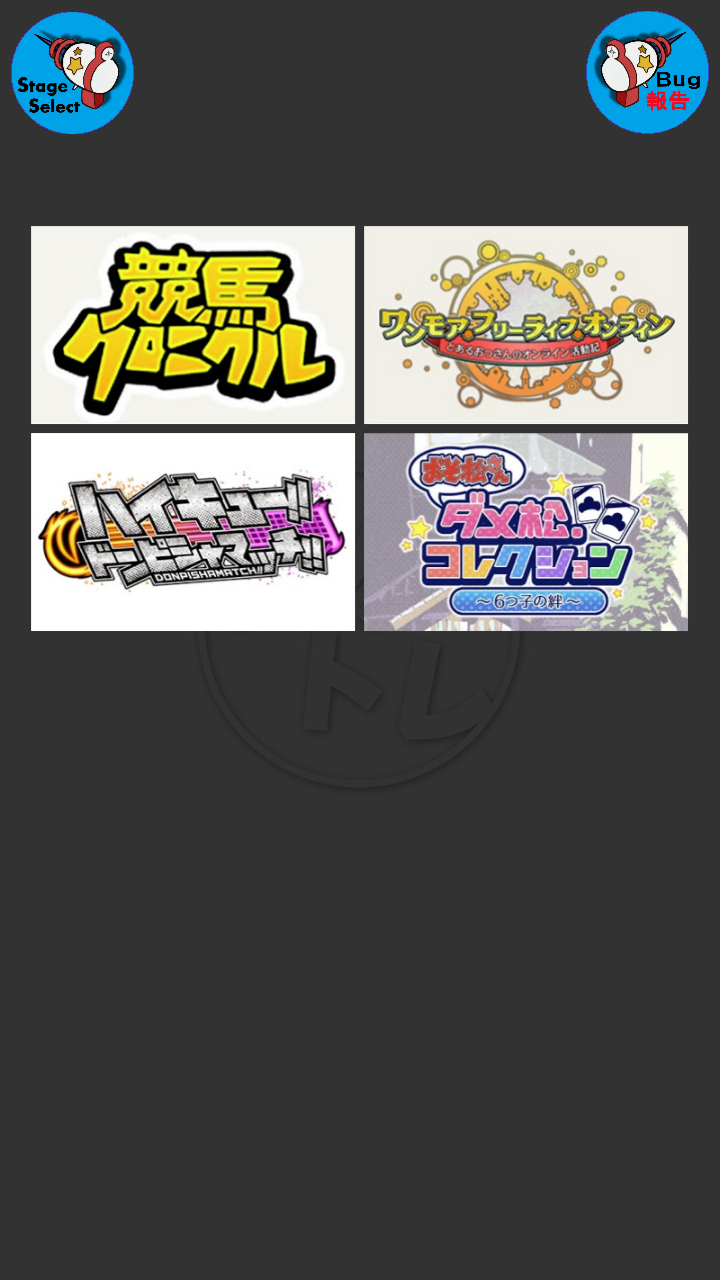 Stage
Select
Bug
報告
競馬
クロニクル
ワンモア・フリーライフ・オンライン
とあるおっさんのオンライン活動記
ハイキュー!!
ドンピシャマッチ!!
DONPISHAMATCH!!
おそ松さん
ダメ松.
コレクション
~6つ子の絆~
トレ